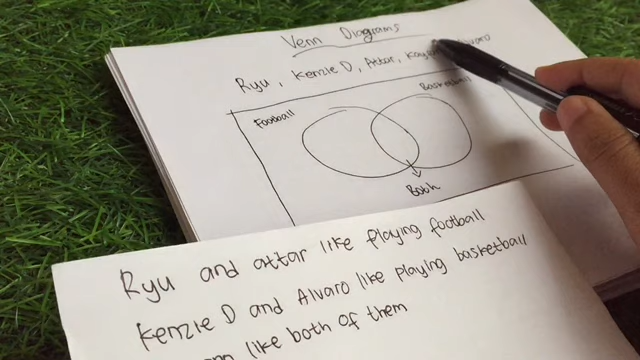 Venn Diagrams
Ryu, Kenzie D, Attar, Alvaro
Football
Basketball
Both
Ryu and attar like playing football
Kenzie D and Alvaro like playing basketball
like both of them